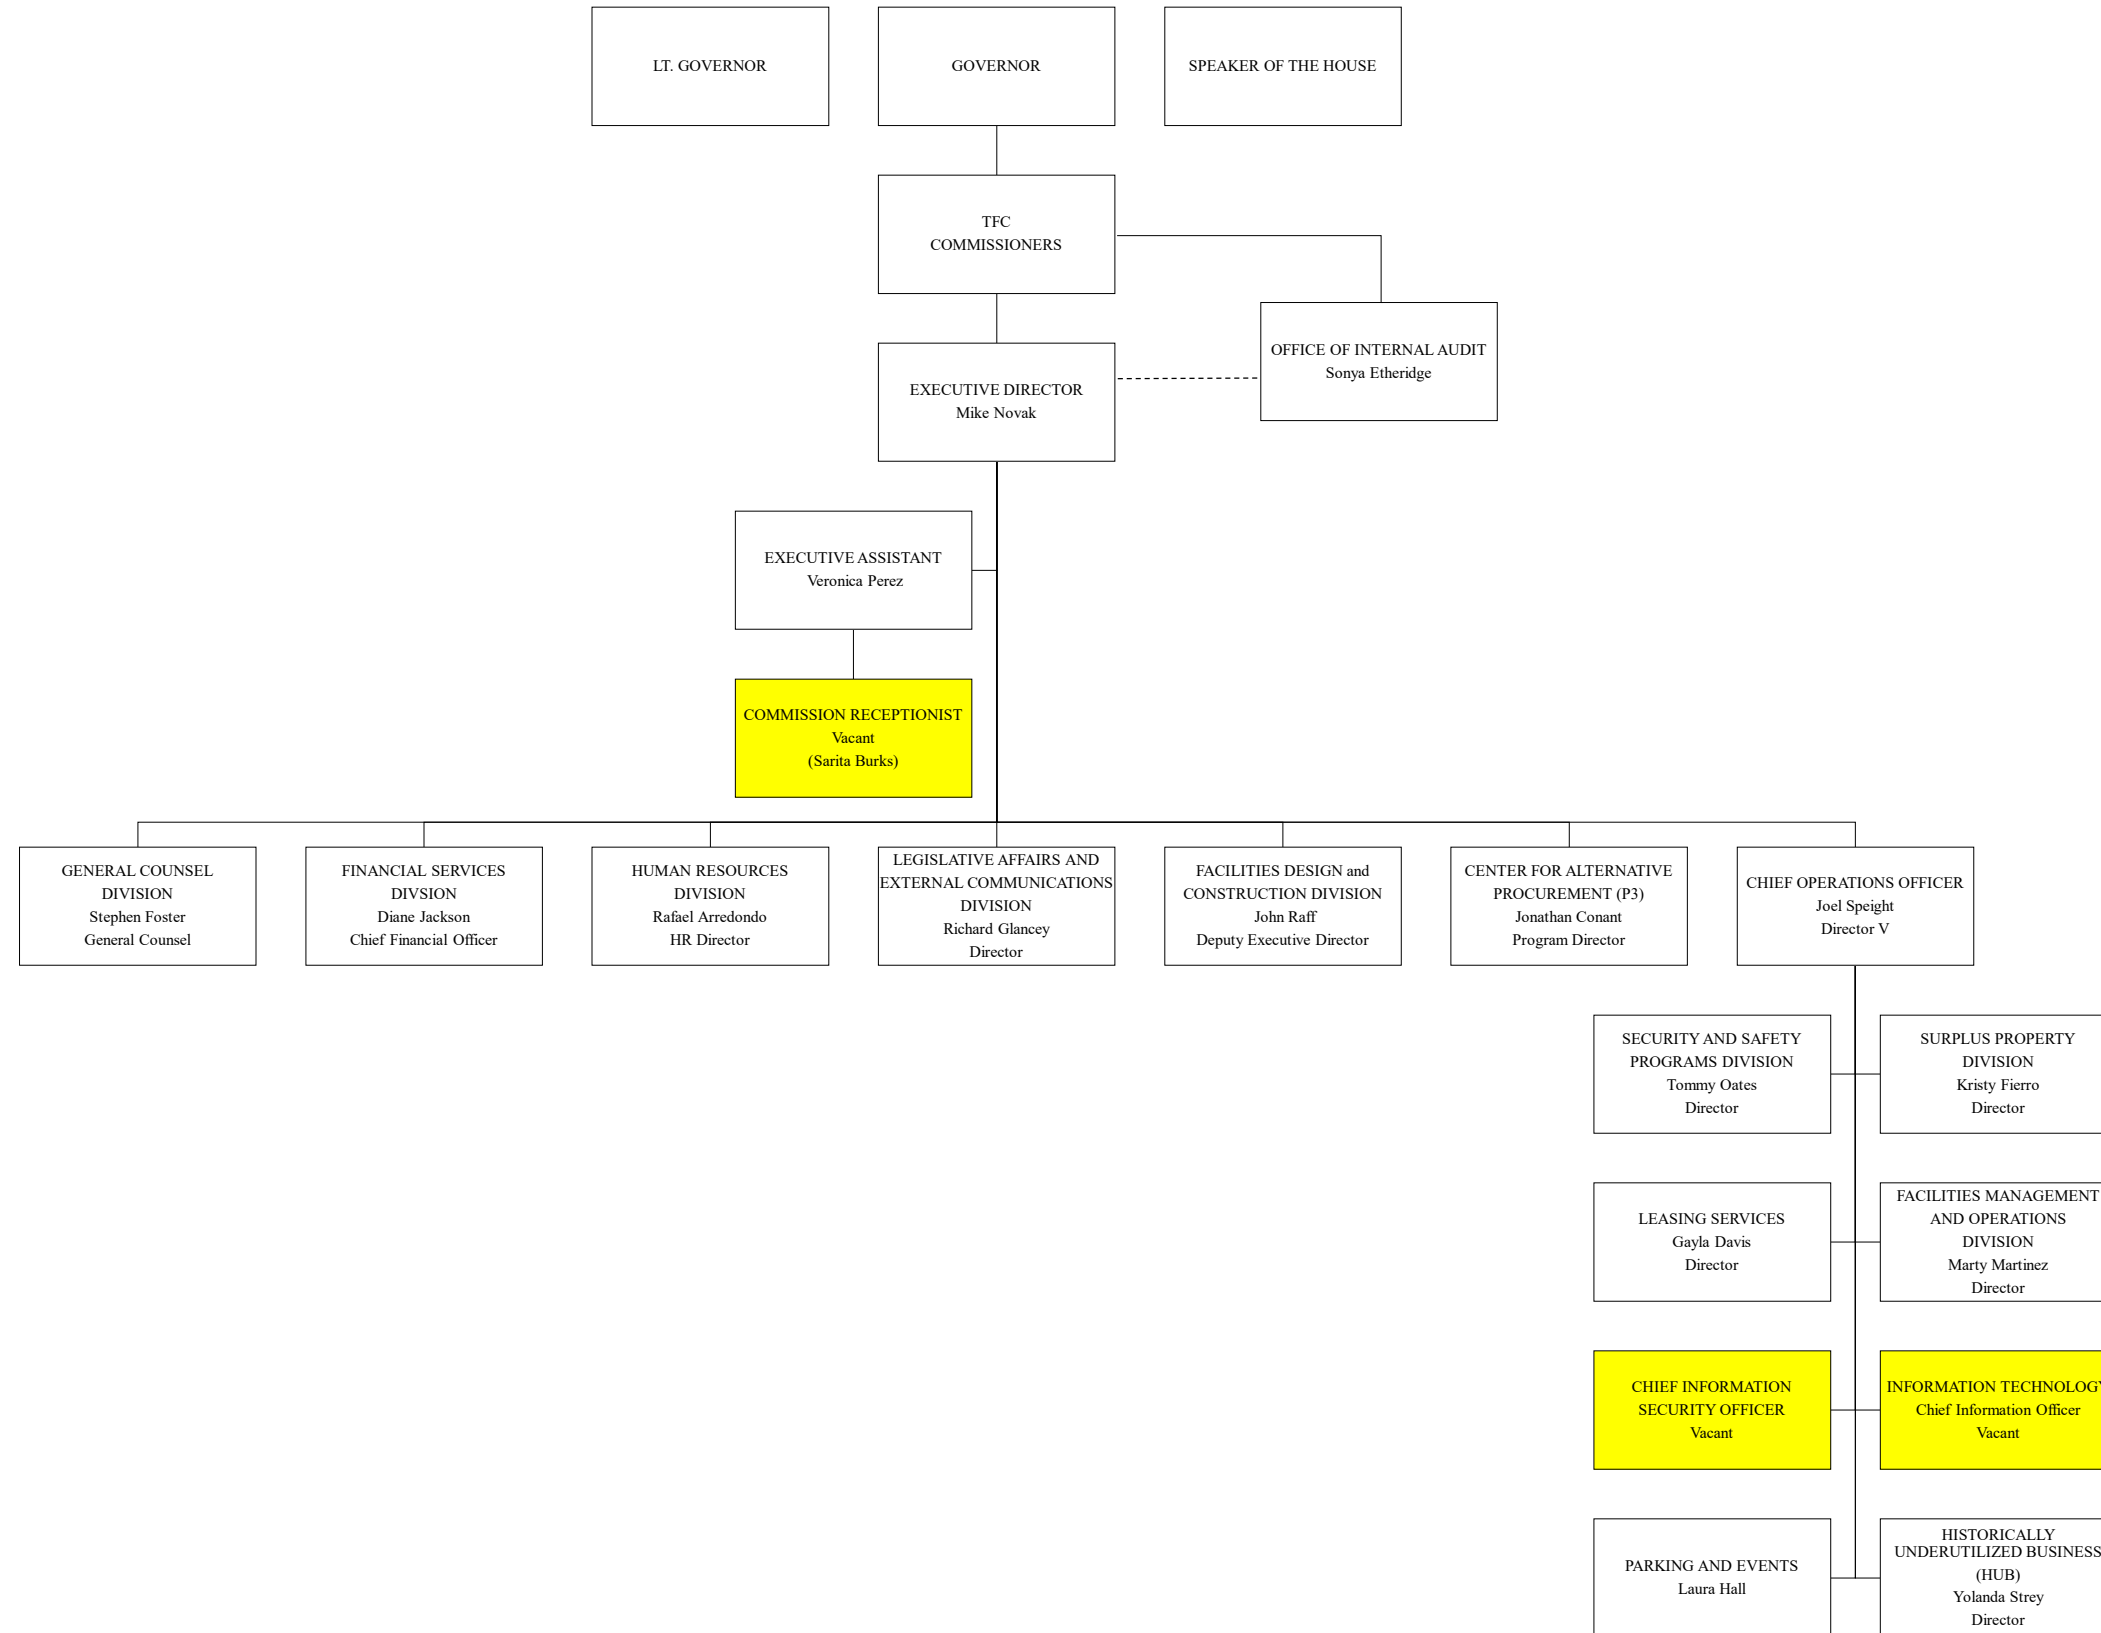 LT. GOVERNOR
GOVERNOR
SPEAKER OF THE HOUSE
TFC
COMMISSIONERS
OFFICE OF INTERNAL AUDIT
Sonya Etheridge
EXECUTIVE DIRECTOR
Mike Novak
EXECUTIVE ASSISTANT
Veronica Perez
COMMISSION RECEPTIONIST
Vacant
(Sarita Burks)
GENERAL COUNSEL
DIVISION
Stephen Foster
General Counsel
FINANCIAL SERVICES
DIVSION
Diane Jackson
Chief Financial Officer
HUMAN RESOURCES
DIVISION
Rafael Arredondo
HR Director
LEGISLATIVE AFFAIRS AND
EXTERNAL COMMUNICATIONS
DIVISION
Richard Glancey
Director
FACILITIES DESIGN and
CONSTRUCTION DIVISION
John Raff
Deputy Executive Director
CENTER FOR ALTERNATIVE
PROCUREMENT (P3)
Jonathan Conant
Program Director
CHIEF OPERATIONS OFFICER
Joel Speight
Director V
SECURITY AND SAFETY
PROGRAMS DIVISION
Tommy Oates
Director
SURPLUS PROPERTY
DIVISION
Kristy Fierro
Director
LEASING SERVICES
Gayla Davis
Director
FACILITIES MANAGEMENT
AND OPERATIONS
DIVISION
Marty Martinez
Director
CHIEF INFORMATION
SECURITY OFFICER
Vacant
INFORMATION TECHNOLOGY
Chief Information Officer
Vacant
PARKING AND EVENTS
Laura Hall
HISTORICALLY
UNDERUTILIZED BUSINESS
(HUB)
Yolanda Strey
Director